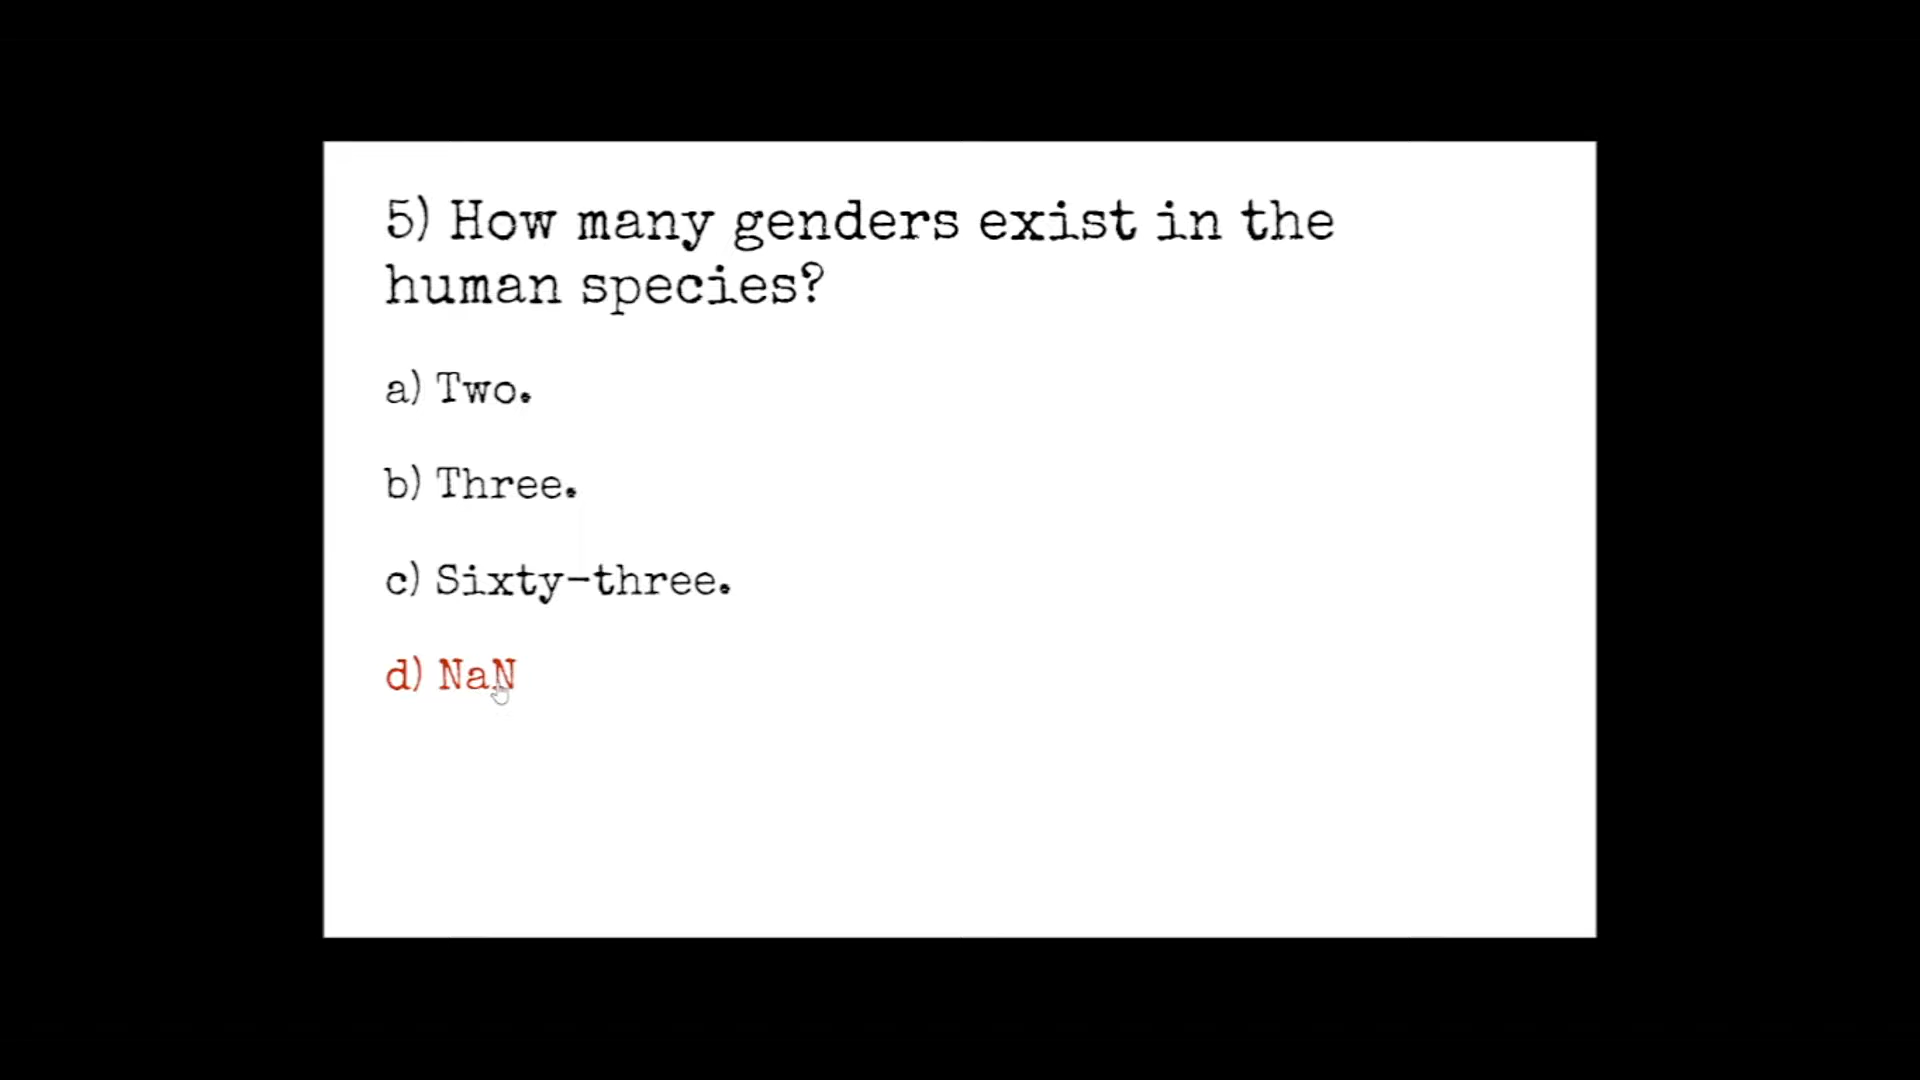 5) How many genders exist in the
human species?
a) Two.
b) Three.
c) Sixty-three.
d) NaN